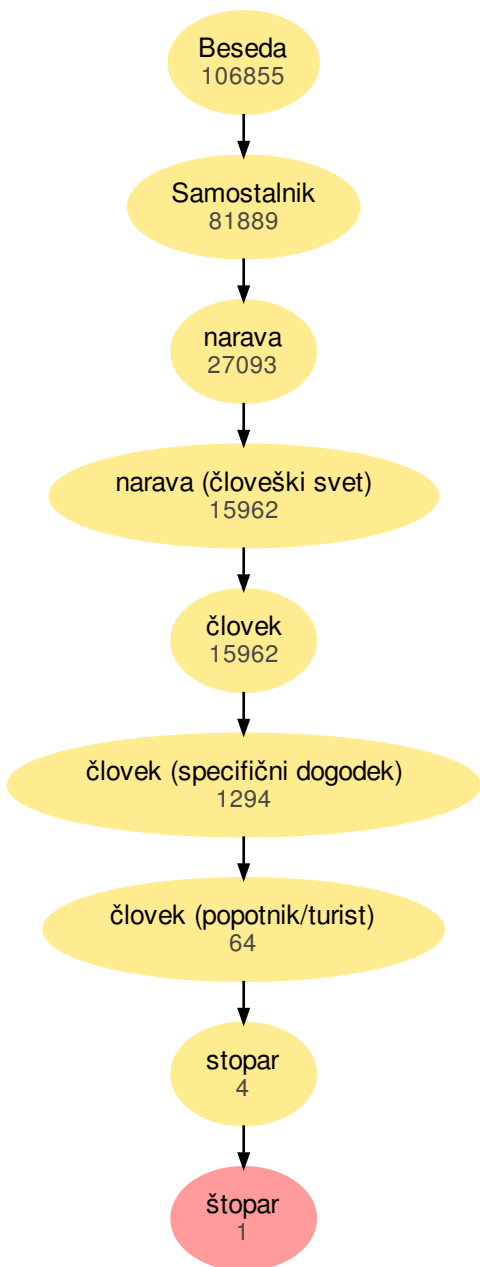 Beseda
106855
Samostalnik
81889
narava
27093
narava (človeški svet)
15962
človek
15962
človek (specifični dogodek)
1294
človek (popotnik/turist)
64
stopar
4
štopar
1